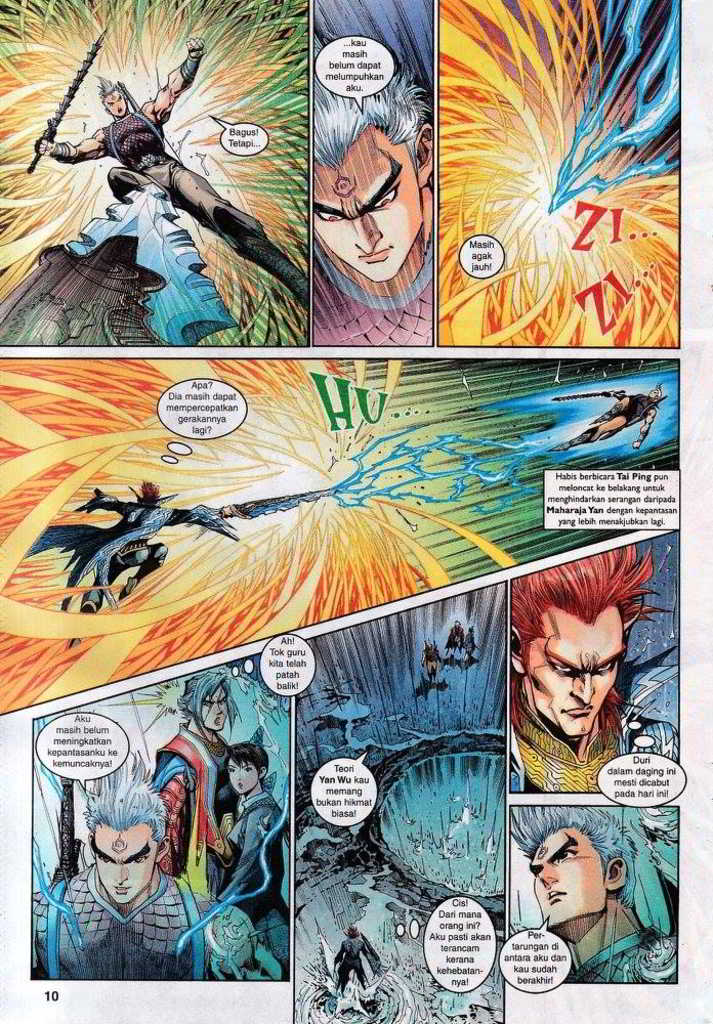 Bagus!
Tetapi...
...kau
masih
belum dapat
melumpuhkan
aku.
Masih
agak
jauh!
ZI...
ZI...
Apa?
Dia masih dapat
mempercepatkan
gerakannya
lagi?
HU....
Habis berbicara Tai Ping pun
meloncat ke belakang untuk
menghindarkan serangan daripada
Maharaja Yan dengan kepantasan
yang lebih menakjubkan lagi.
Aku
masih belum
meningkatkan
kepantasanku ke
kemuncaknya!
Ah!
Tok guru
kita telah
patah
balik!
Teori
Yan Wu kau
memang
bukan hikmat
biasa!
Cis!
Dari mana
orang ini?
Aku pasti akan
terancam
kerana
kehebatan-
nya!
Duri
dalam daging ini
mesti dicabut
pada hari ini!
Per-
tarungan di
antara aku dan
kau sudah
berakhir!
10